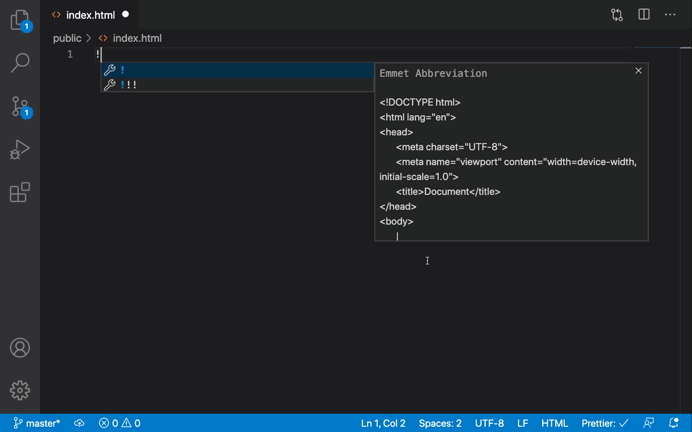 1
<> index.html
public > <> index.html
1 !
!
!!!
Emmet Abbreviation
<!DOCTYPE html>
<html lang="en">
<head>
<meta charset="UTF-8">
<meta name="viewport" content="width=device-width,
initial-scale=1.0">
<title>Document</title>
</head>
<body>
|
1
master* 0 0 Ln 1, Col 2 Spaces: 2 UTF-8 LF HTML Prettier: ✓